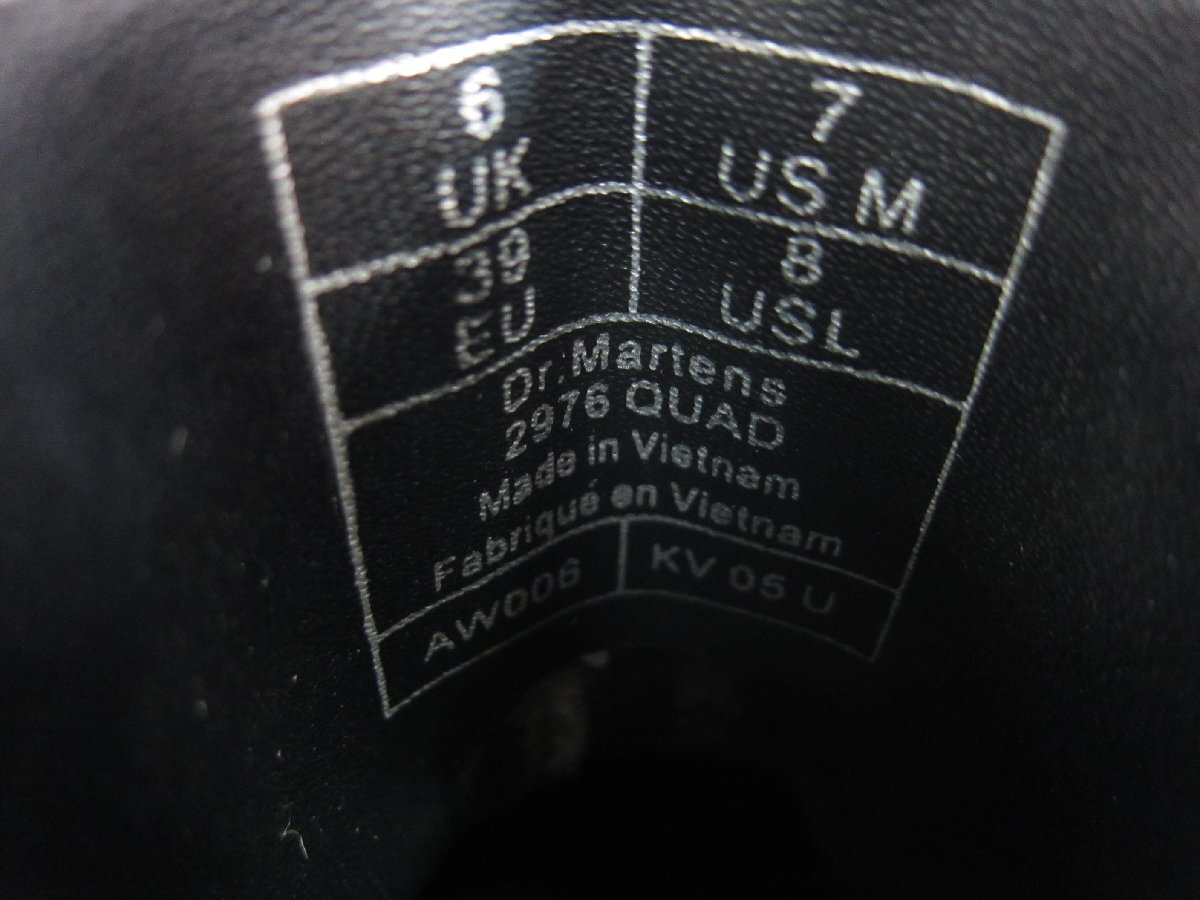 6
UK
7
US M
39
EU
8
USL
Dr.Martens
2976 QUAD
Made in Vietnam
Fabriqué en Vietnam
AW006
KV 05 U